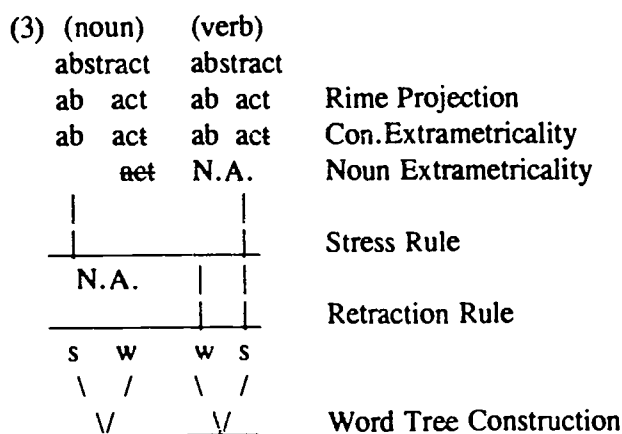 (3) (noun) (verb)
abstract abstract
ab act ab act Rime Projection
ab act ab act Con.Extrametricality
act N.A. Noun Extrametricality
Stress Rule
N.A.
Retraction Rule
s w w s
Word Tree Construction